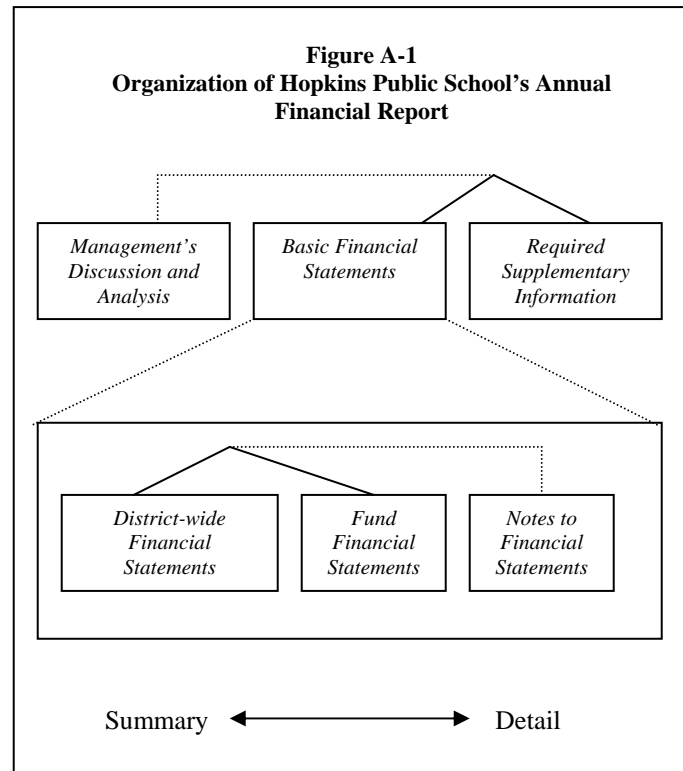 Figure A-1
Organization of Hopkins Public School’s Annual
Financial Report
Management’s
Discussion and
Analysis
Basic Financial
Statements
Required
Supplementary
Information
District-wide
Financial
Statements
Fund
Financial
Statements
Notes to
Financial
Statements
Summary
Detail